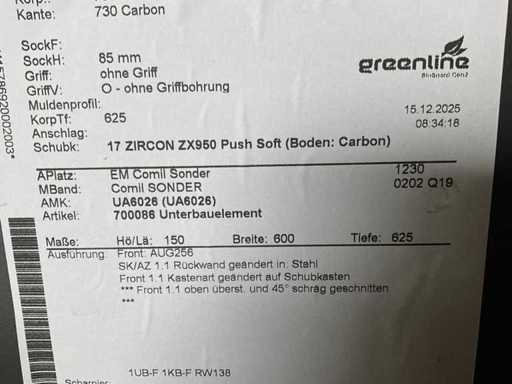 Kante: 730 Carbon
SockF:
SockH: 85 mm
Griff: ohne Griff
GriffV: O - ohne Griffbohrung
Muldenprofil:
KorpTf: 625
Anschlag:
Schubk: 17 ZIRCON ZX950 Push Soft (Boden: Carbon)
greenline
15.12.2025
08:34:18
APlatz: EM Comil Sonder 1230
MBand: Comil SONDER 0202 Q19
AMK: UA6026 (UA6026)
Artikel: 700086 Unterbauelement
Maße: Hö/Lä: 150 Breite: 600 Tiefe: 625
Ausführung: Front: AUG256
SK/AZ 1.1 Rückwand geändert in: Stahl
Front 1.1 Kastenart geändert auf Schubkasten
*** Front 1.1 oben überst. und 45° schräg geschnitten
***
1UB-F 1KB-F RW138
Scharnier